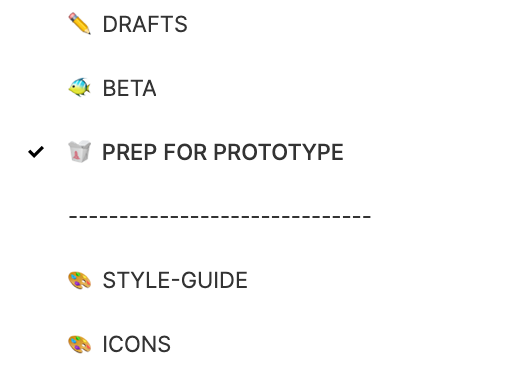 ✏️ DRAFTS
🐠 BETA
✓ 🥡 PREP FOR PROTOTYPE
------------------------------
🎨 STYLE-GUIDE
🎨 ICONS